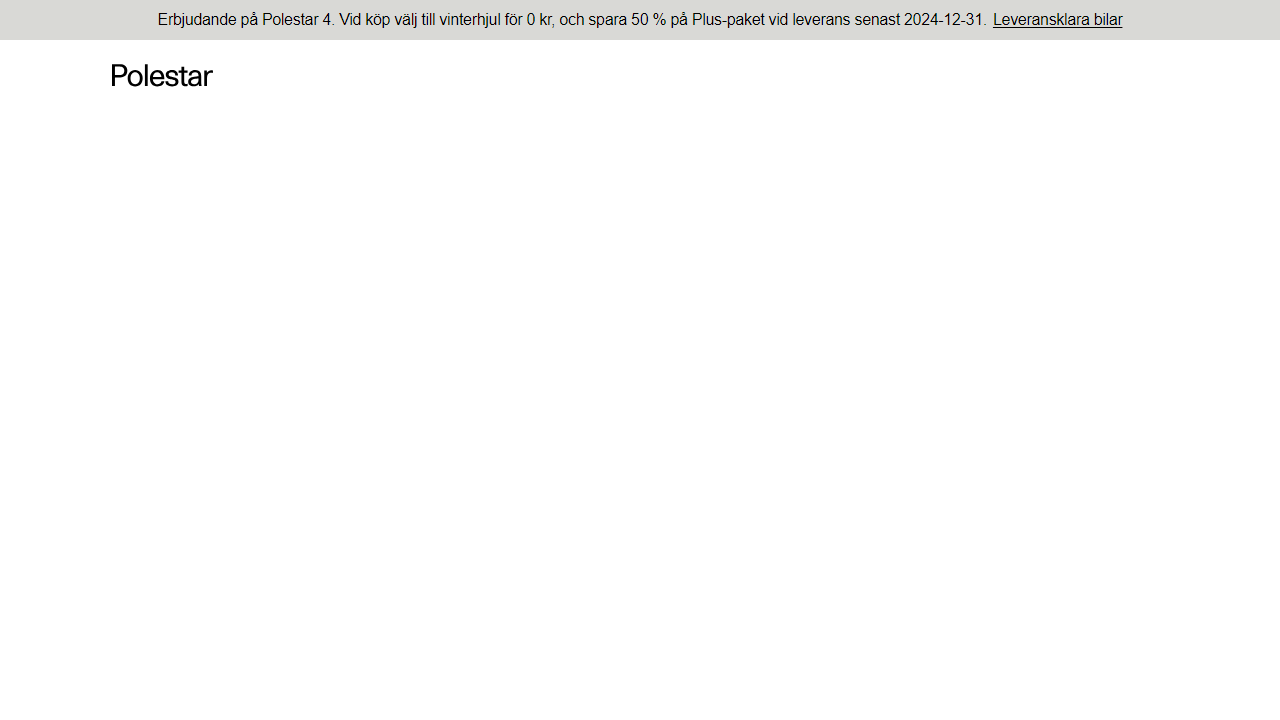 Erbjudande på Polestar 4. Vid köp välj till vinterhjul för 0 kr, och spara 50 % på Plus-paket vid leverans senast 2024-12-31. Leveransklara bilar
Polestar